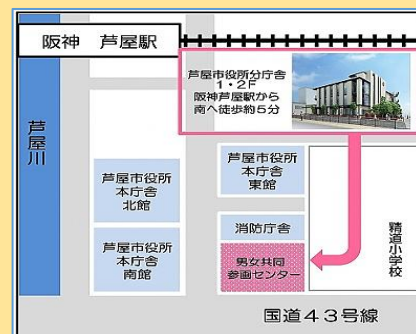 阪神 芦屋駅
芦屋市役所分庁舎
1・2F
阪神芦屋駅から
南へ徒歩約5分
芦屋川
芦屋市役所
本庁舎
北館
芦屋市役所
本庁舎
東館
消防庁舎
芦屋市役所
本庁舎
南館
男女共同
参画センター
精道小学校
国道43号線